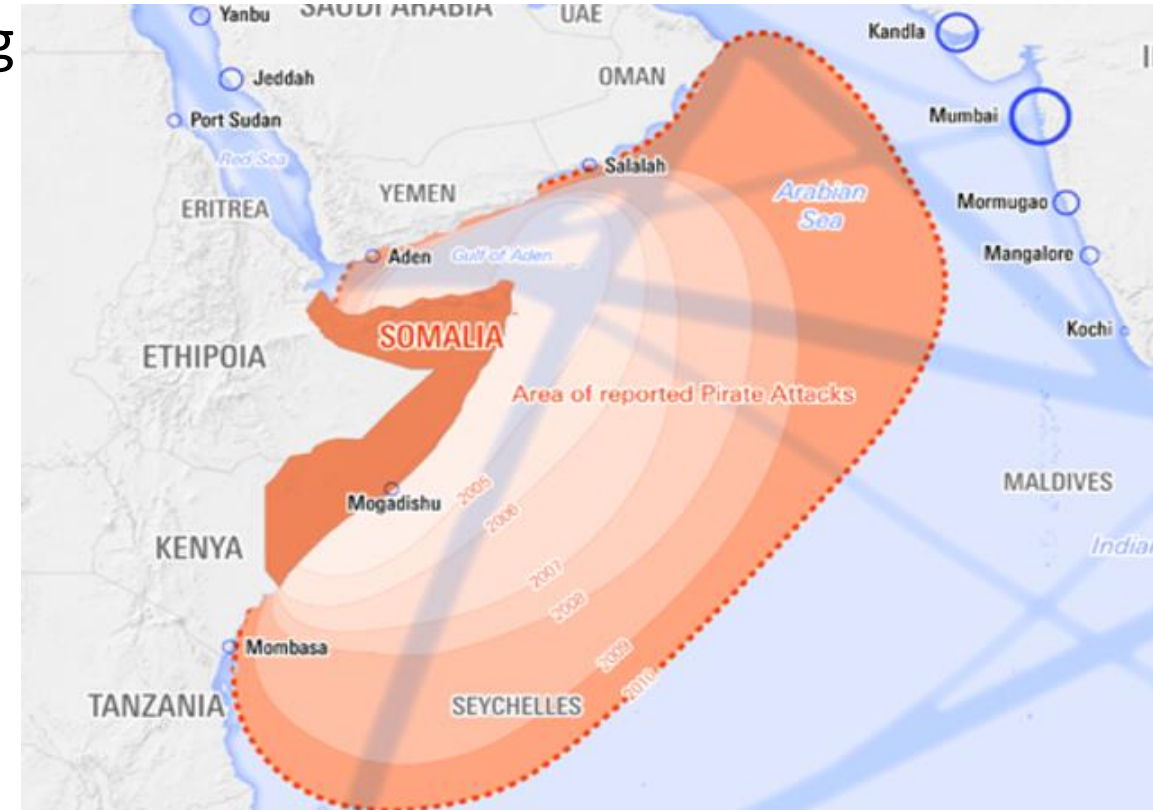 g
SAUDI ARABIA
UAE
Yanbu
Kandla
Jeddah
OMAN
Port Sudan
Mumbai
Red Sea
Salalah
YEMEN
Arabian
Sea
ERITREA
Mormugao
Aden
Gulf of Aden
Mangalore
SOMALIA
Kochi
ETHIPOIA
Area of reported Pirate Attacks
MALDIVES
2005
Mogadishu
2006
KENYA
2007
2008
Mombasa
2009
2010
TANZANIA
SEYCHELLES